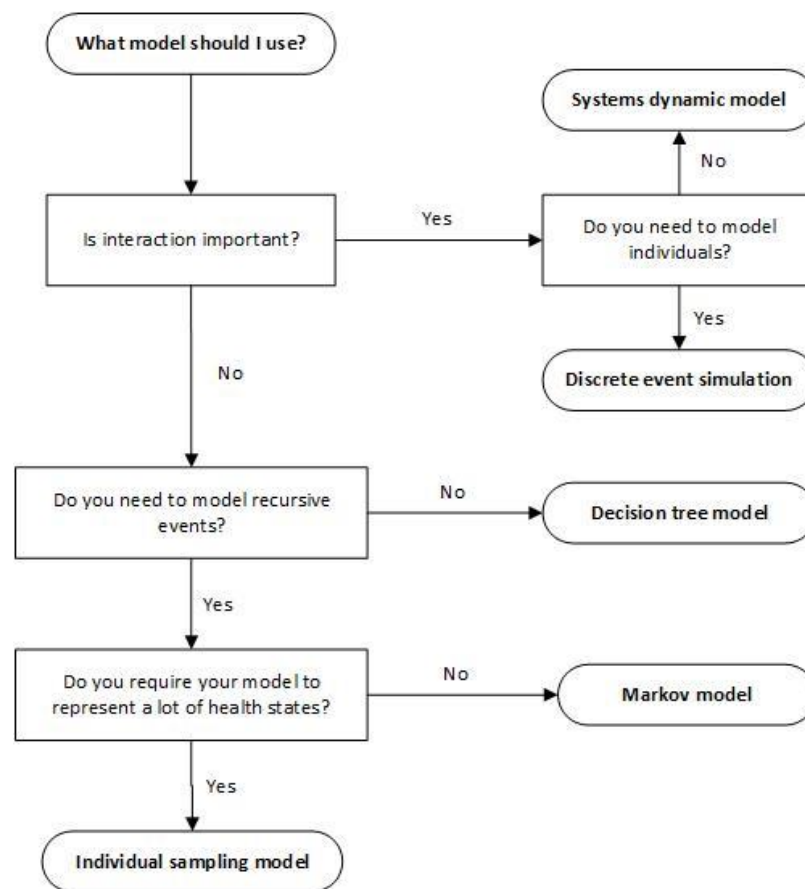 What model should I use?
Systems dynamic model
No
Is interaction important?
Yes
Do you need to model
individuals?
Yes
Discrete event simulation
No
Do you need to model recursive
events?
No
Decision tree model
Yes
Do you require your model to
represent a lot of health states?
No
Markov model
Yes
Individual sampling model